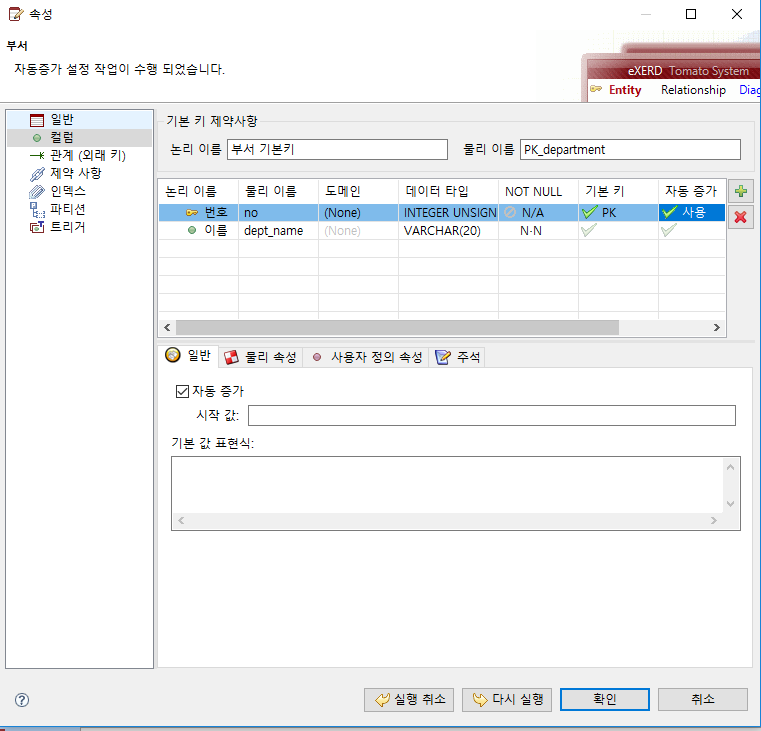 속성
부서
자동증가 설정 작업이 수행 되었습니다.
eXERD Tomato System
Entity Relationship Diag
일반
컬럼
관계 (외래 키)
제약 사항
인덱스
파티션
트리거
기본 키 제약사항
논리 이름 부서 기본키 물리 이름 PK_department
논리 이름 물리 이름 도메인 데이터 타입 NOT NULL 기본 키 자동 증가
번호 no (None) INTEGER UNSIGN N/A PK 사용
이름 dept_name (None) VARCHAR(20) N·N
일반 물리 속성 사용자 정의 속성 주석
자동 증가
시작 값:
기본 값 표현식:
실행 취소 다시 실행 확인 취소